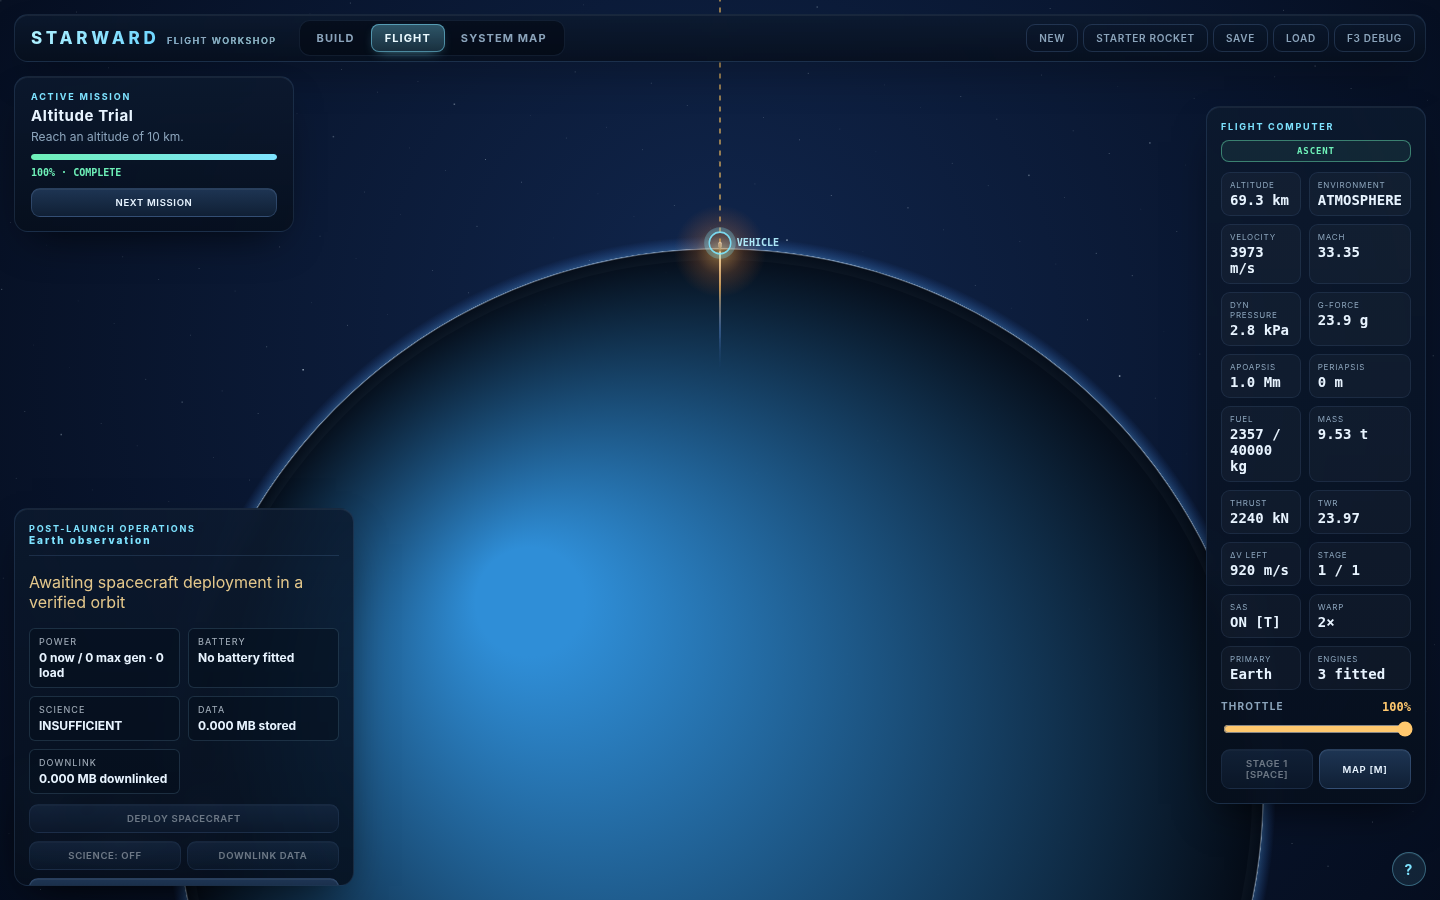 STARWARD FLIGHT WORKSHOP
BUILD
FLIGHT
SYSTEM MAP
NEW
STARTER ROCKET
SAVE
LOAD
F3 DEBUG
ACTIVE MISSION
Altitude Trial
Reach an altitude of 10 km.
100% · COMPLETE
NEXT MISSION
VEHICLE
POST-LAUNCH OPERATIONS
Earth observation
Awaiting spacecraft deployment in a
verified orbit
POWER
0 now / 0 max gen · 0
load
BATTERY
No battery fitted
SCIENCE
INSUFFICIENT
DATA
0.000 MB stored
DOWNLINK
0.000 MB downlinked
DEPLOY SPACECRAFT
SCIENCE: OFF
DOWNLINK DATA
FLIGHT COMPUTER
ASCENT
ALTITUDE
69.3 km
ENVIRONMENT
ATMOSPHERE
VELOCITY
3973
m/s
MACH
33.35
DYN
PRESSURE
2.8 kPa
G-FORCE
23.9 g
APOAPSIS
1.0 Mm
PERIAPSIS
0 m
FUEL
2357 /
40000
kg
MASS
9.53 t
THRUST
2240 kN
TWR
23.97
ΔV LEFT
920 m/s
STAGE
1 / 1
SAS
ON [T]
WARP
2×
PRIMARY
Earth
ENGINES
3 fitted
THROTTLE
100%
STAGE 1
[SPACE]
MAP [M]
?